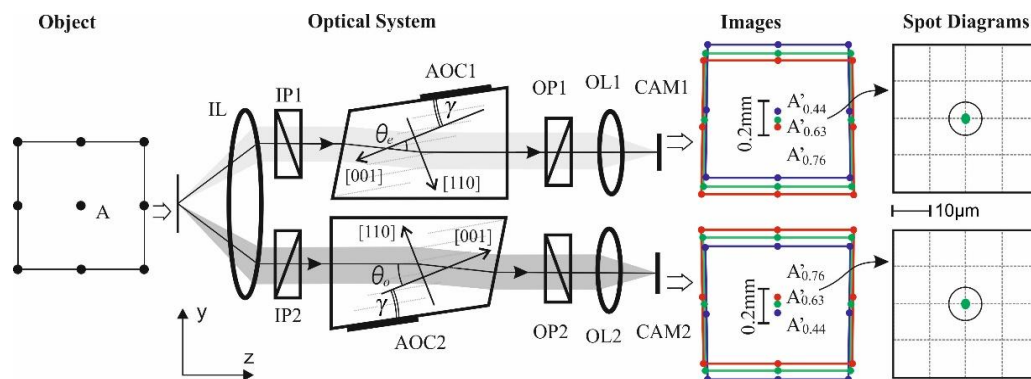 Object
Optical System
Images
Spot Diagrams
IL
IP1
AOC1
γ
θe
[001]
[110]
OP1
OL1
CAM1
0.2mm
A'0.44
A'0.63
A'0.76
A
10μm
IP2
[110]
[001]
θo
γ
AOC2
OP2
OL2
CAM2
0.2mm
A'0.76
A'0.63
A'0.44
y
z